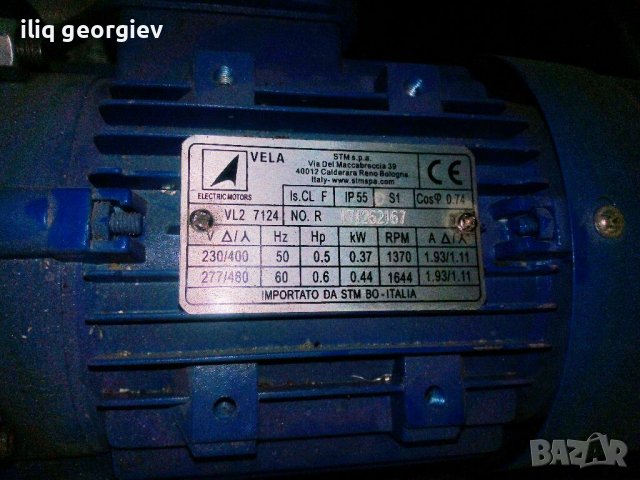 iliq georgiev
VELA
ELECTRIC MOTORS
STM s.p.a.
Via Del Maccabreccia 39
40012 Calderara Reno Bologna
Italy- www.stmspa.com
CE
Is.CL F IP 55 S1 Cosφ 0.74
VL2 7124 NO. R
V Δ/⅄ Hz Hp kW RPM A Δ/⅄
230/400 50 0.5 0.37 1370 1.93/1.11
277/480 60 0.6 0.44 1644 1.93/1.11
IMPORTATO DA STM BO-ITALIA
BAZAR